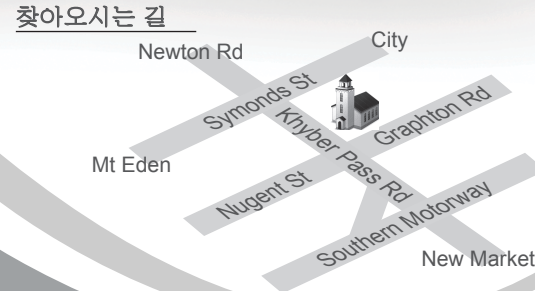 찾아오시는 길
Newton Rd
City
Symonds St
Khyber Pass Rd
Graphton Rd
Mt Eden
Nugent St
Southern Motorway
New Market